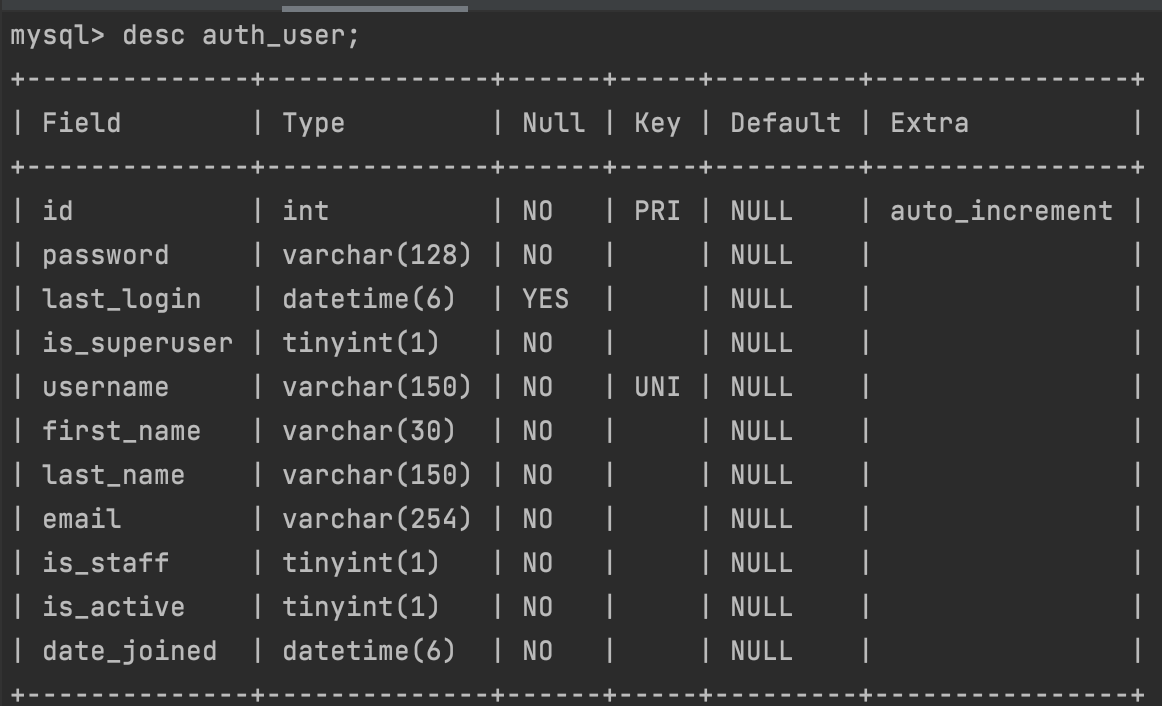 mysql> desc auth_user;
+--------------+--------------+------+-----+---------+----------------+
| Field        | Type         | Null | Key | Default | Extra          |
+--------------+--------------+------+-----+---------+----------------+
| id           | int          | NO   | PRI | NULL    | auto_increment |
| password     | varchar(128) | NO   |     | NULL    |                |
| last_login   | datetime(6)  | YES  |     | NULL    |                |
| is_superuser | tinyint(1)   | NO   |     | NULL    |                |
| username     | varchar(150) | NO   | UNI | NULL    |                |
| first_name   | varchar(30)  | NO   |     | NULL    |                |
| last_name    | varchar(150) | NO   |     | NULL    |                |
| email        | varchar(254) | NO   |     | NULL    |                |
| is_staff     | tinyint(1)   | NO   |     | NULL    |                |
| is_active    | tinyint(1)   | NO   |     | NULL    |                |
| date_joined  | datetime(6)  | NO   |     | NULL    |                |
+--------------+--------------+------+-----+---------+----------------+